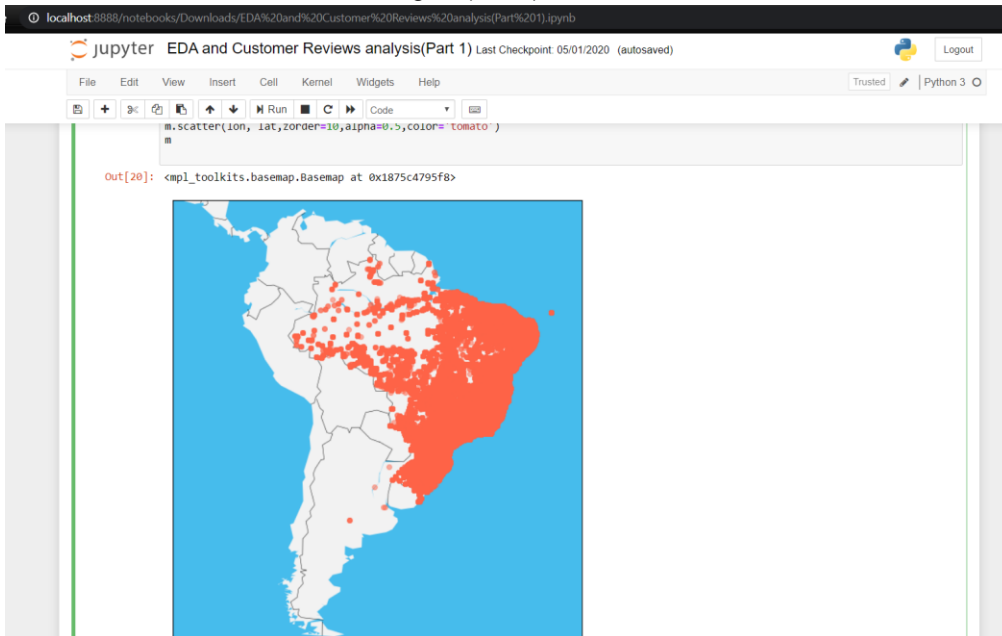 localhost:8888/notebooks/Downloads/EDA%20and%20Customer%20Reviews%20analysis(Part%201).ipynb
jupyter EDA and Customer Reviews analysis(Part 1) Last Checkpoint: 05/01/2020 (autosaved)
Logout
File Edit View Insert Cell Kernel Widgets Help
Trusted Python 3
Run Code
m.scatter(lon, lat,zorder=10,alpha=0.5,color='tomato')
m
Out[20]: <mpl_toolkits.basemap.Basemap at 0x1875c4795f8>